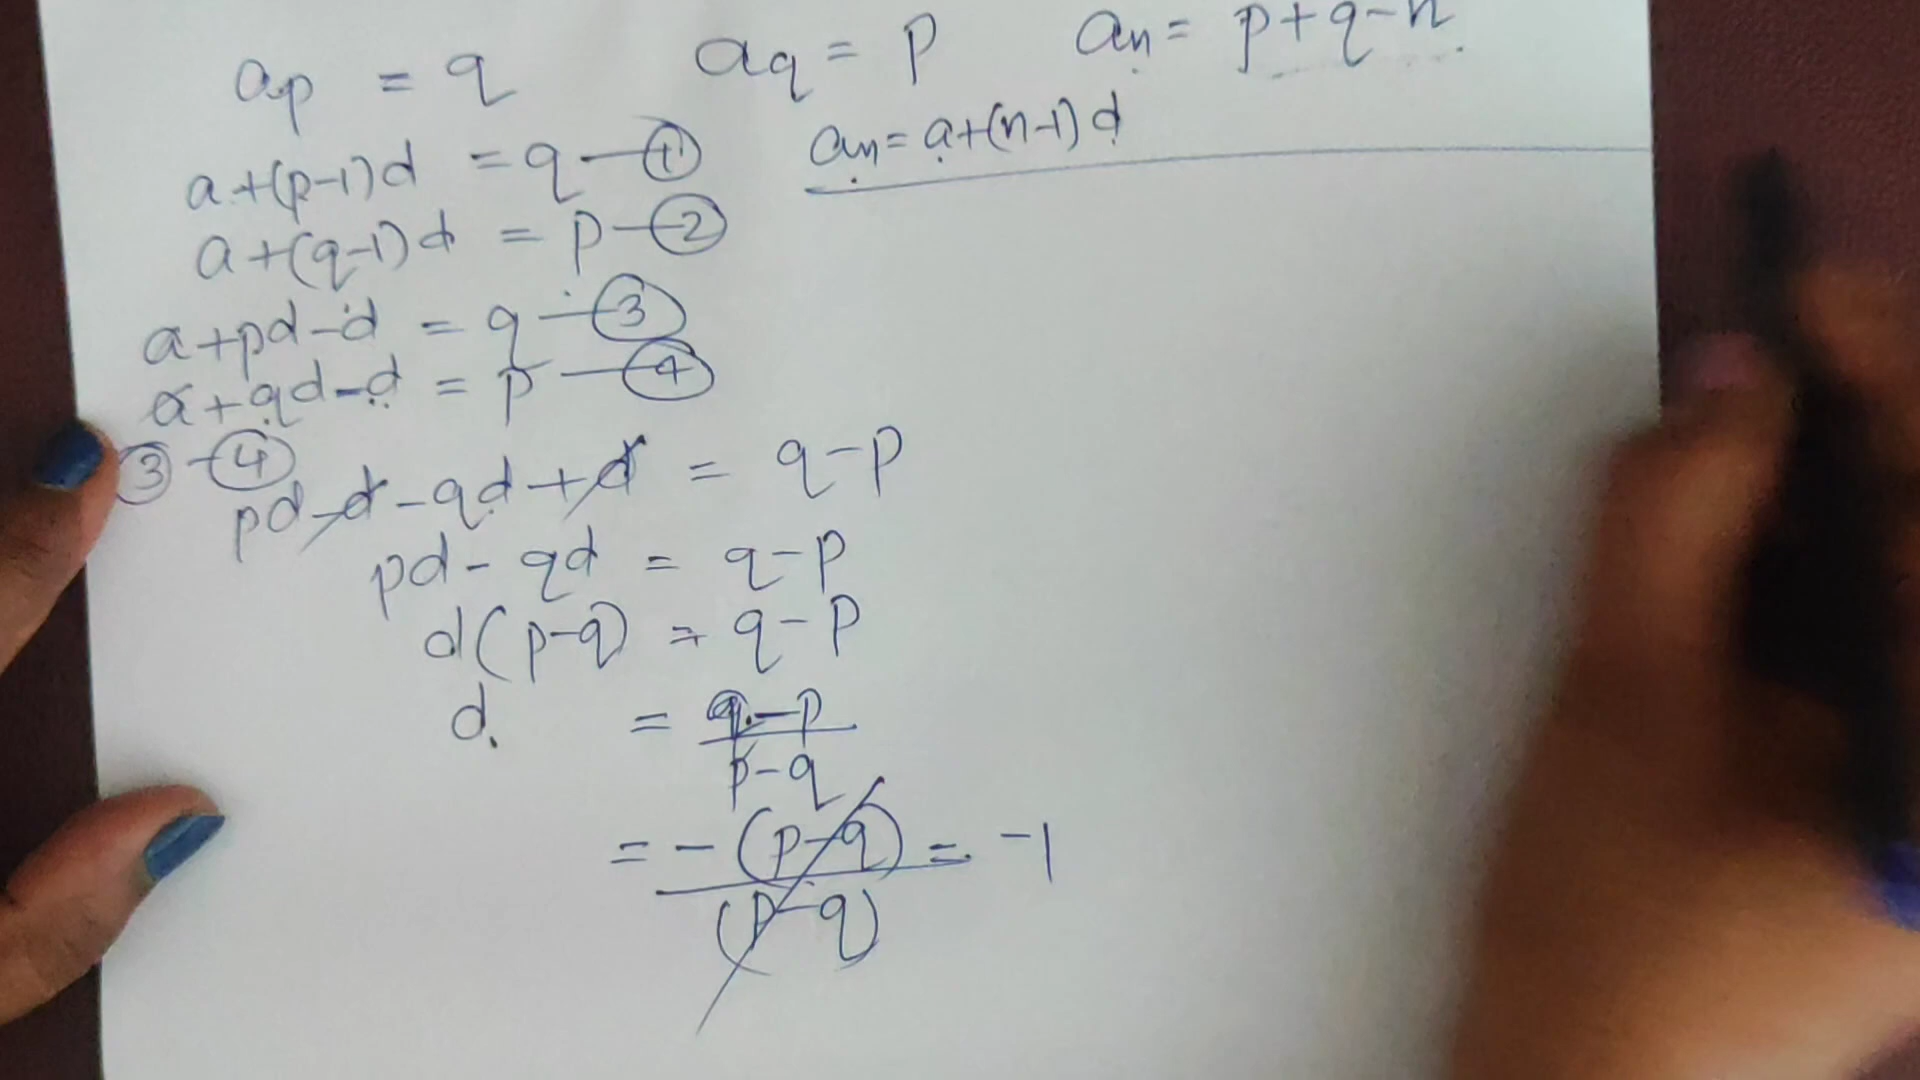 ap = q aq = p an = p+q-n
a+(p-1)d = q — ① an = a+(n-1)d
a+(q-1)d = p — ②
a+pd-d = q — ③
a+qd-d = p — ④
③ - ④
pd-d-qd+d = q-p
pd- qd = q-p
d(p-q) = q-p
d. = q-p
p-q
= -(p-q) = -1
(p-q)